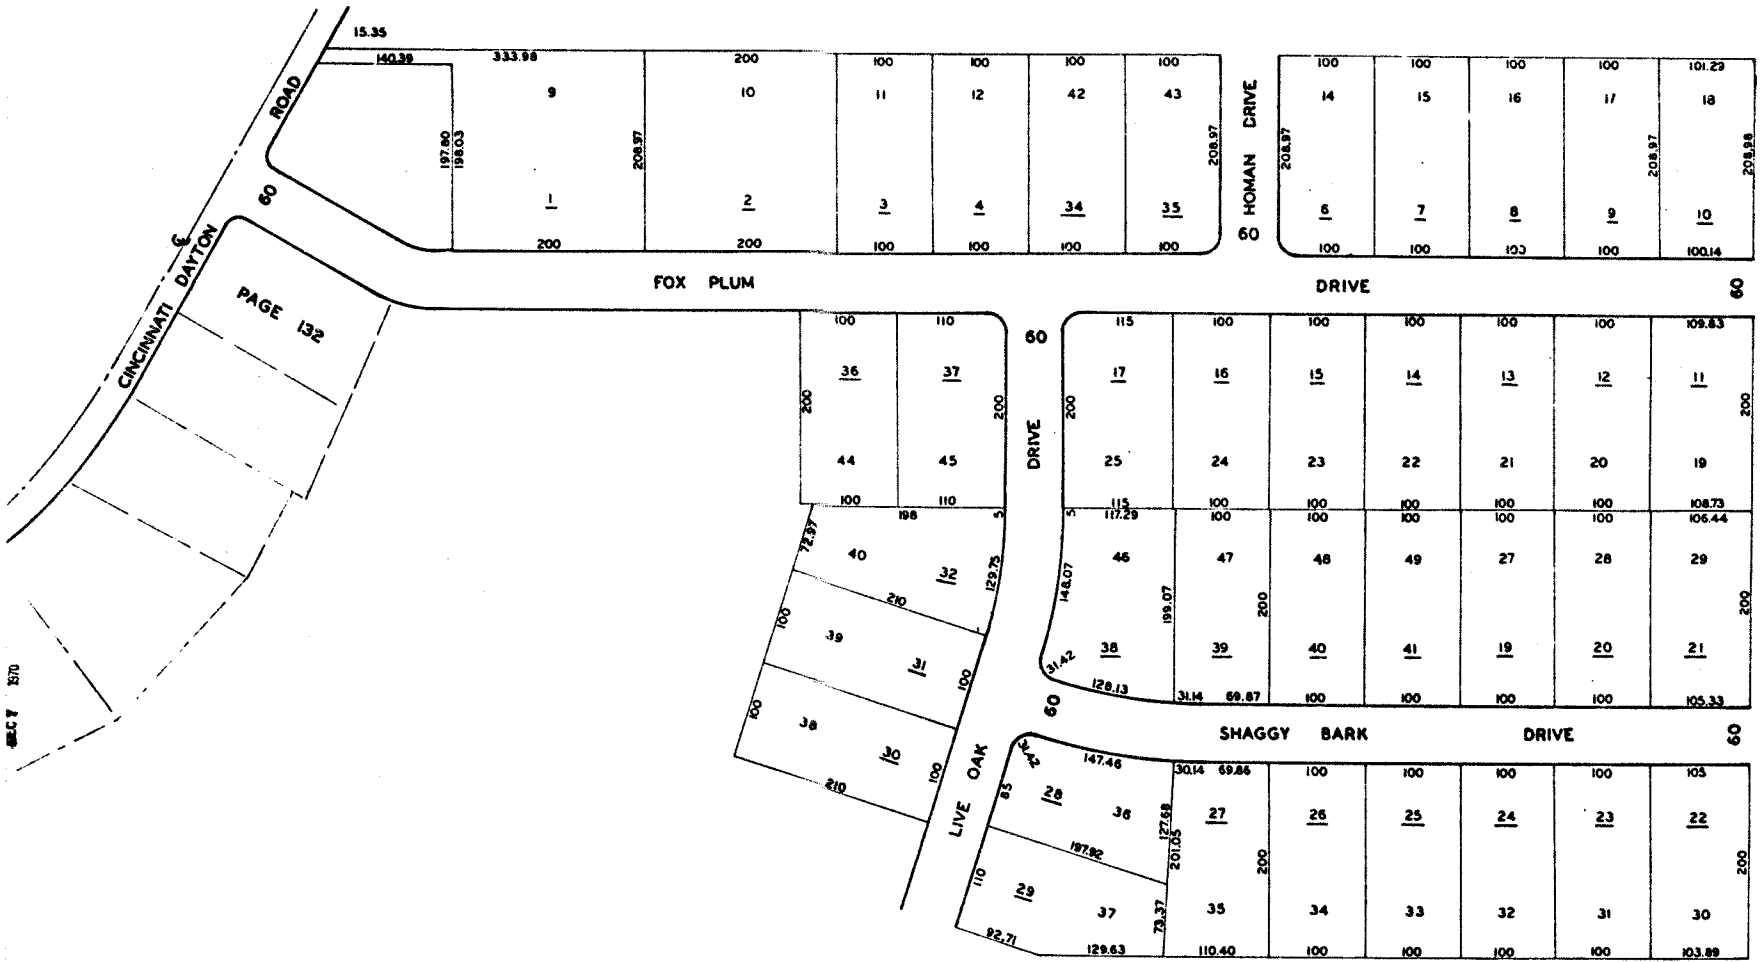 15.35
140.39 333.98 200 100 100 100 100 100 100 100 100 101.29
9 10 11 12 42 43 14 15 16 17 18
ROAD
HOMAN DRIVE
197.80 198.03 208.97 208.97 208.97 208.97 208.98
1 2 3 4 34 35 6 7 8 9 10
60
60
200 200 100 100 100 100 100 100 100 100 100.14
CINCINNATI DAYTON
FOX PLUM DRIVE 60
PAGE 132
100 110 60 115 100 100 100 100 100 109.83
36 37 17 16 15 14 13 12 11
200 200 200 200
DRIVE
44 45 25 24 23 22 21 20 19
100 110 115 100 100 100 100 100 108.73
198 5 5 117.29 100 100 100 100 100 106.44
72.97 40 32 129.75 148.07 46 47 48 49 27 28 29
210 199.07 200 200
100 39 31 100 31.42 38 39 40 41 19 20 21
128.13 31.14 69.87 100 100 100 100 105.33
100 38 30 100 60
210
SHAGGY BARK DRIVE 60
LIVE OAK
31.42 147.46 30.14 69.86 100 100 100 100 105
85 28 36 127.68 27 26 25 24 23 22
197.92 201.05 200 200
110 29 37 73.37 35 34 33 32 31 30
92.71 129.63 110.40 100 100 100 100 103.89
1970